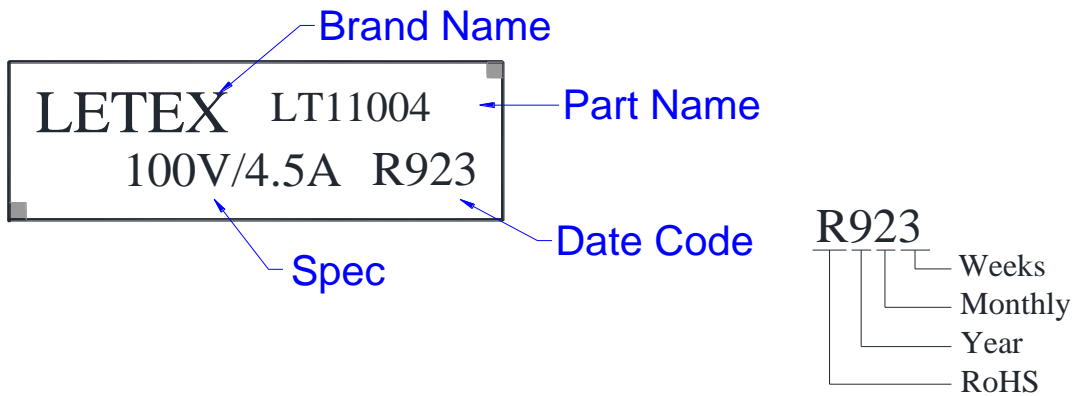 Brand Name
LETEX LT11004
Part Name
100V/4.5A R923
Date Code
Spec
R923
Weeks
Monthly
Year
RoHS